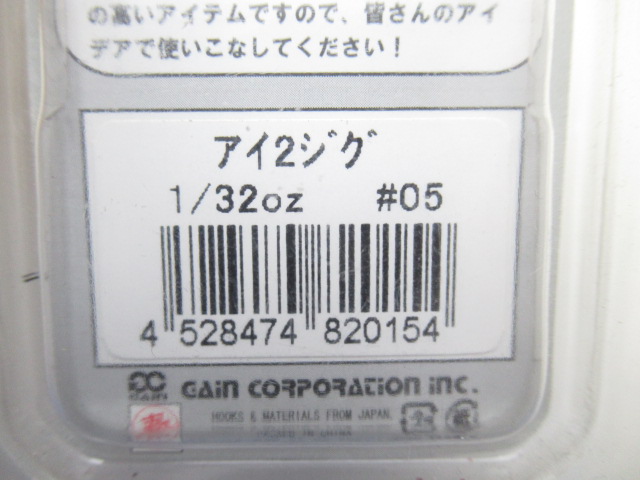 の高いアイテムですので、皆さんのアイ
デアで使いこなしてください！
アイ2ジグ
1/32oz #05
4 528474 820154
GAIN CORPORATION INC.
HOOKS & MATERIALS FROM JAPAN.